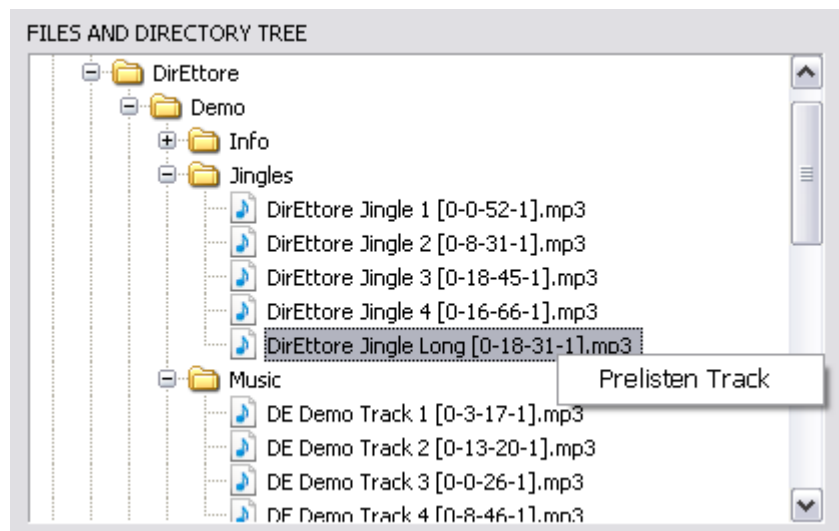 FILES AND DIRECTORY TREE
DirEttore
Demo
Info
Jingles
DirEttore Jingle 1 [0-0-52-1].mp3
DirEttore Jingle 2 [0-8-31-1].mp3
DirEttore Jingle 3 [0-18-45-1].mp3
DirEttore Jingle 4 [0-16-66-1].mp3
DirEttore Jingle Long [0-18-31-1].mp3
Prelisten Track
Music
DE Demo Track 1 [0-3-17-1].mp3
DE Demo Track 2 [0-13-20-1].mp3
DE Demo Track 3 [0-0-26-1].mp3
DE Demo Track 4 [0-8-46-1].mp3